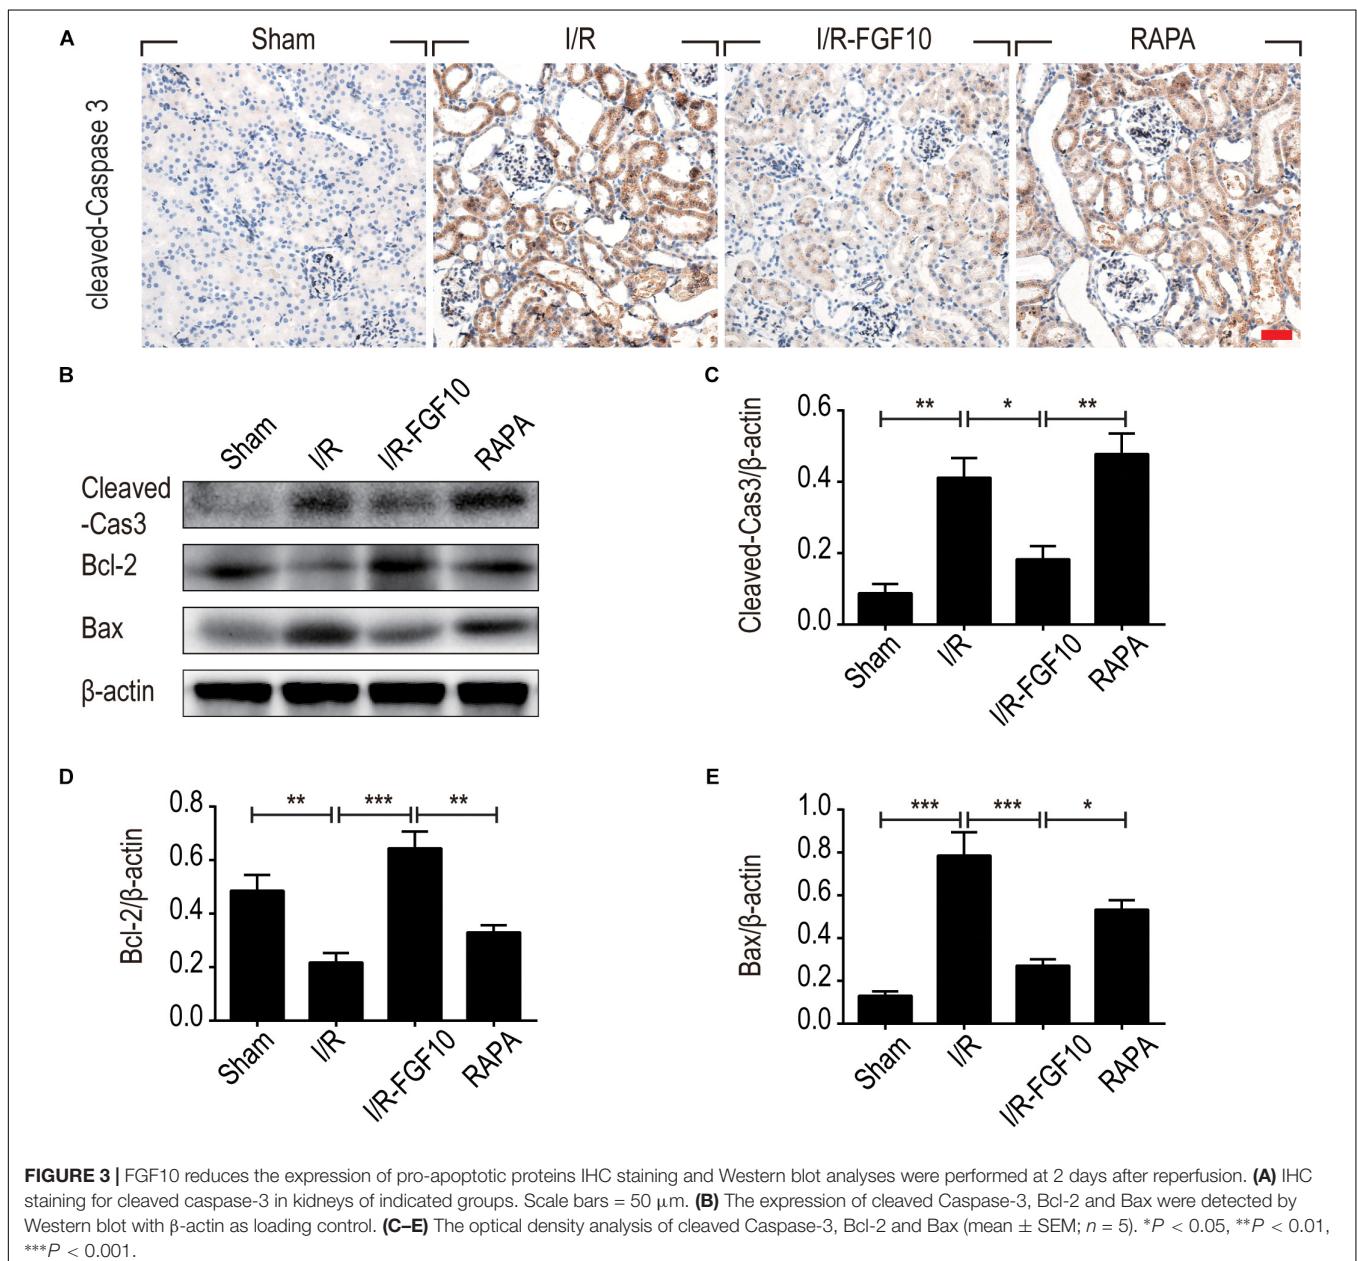 A
Sham
I/R
I/R-FGF10
RAPA
cleaved-Caspase 3
B
Sham
I/R
I/R-FGF10
RAPA
Cleaved
-Cas3
Bcl-2
Bax
β-actin
C
Cleaved-Cas3/β-actin
0.6
0.4
0.2
0.0
**
*
**
Sham
I/R
I/R-FGF10
RAPA
D
Bcl-2/β-actin
0.8
0.6
0.4
0.2
0.0
**
***
**
Sham
I/R
I/R-FGF10
RAPA
E
Bax/β-actin
1.0
0.8
0.6
0.4
0.2
0.0
***
***
*
Sham
I/R
I/R-FGF10
RAPA
FIGURE 3 | FGF10 reduces the expression of pro-apoptotic proteins IHC staining and Western blot analyses were performed at 2 days after reperfusion. (A) IHC
staining for cleaved caspase-3 in kidneys of indicated groups. Scale bars = 50 μm. (B) The expression of cleaved Caspase-3, Bcl-2 and Bax were detected by
Western blot with β-actin as loading control. (C–E) The optical density analysis of cleaved Caspase-3, Bcl-2 and Bax (mean ± SEM; n = 5). *P < 0.05, **P < 0.01,
***P < 0.001.